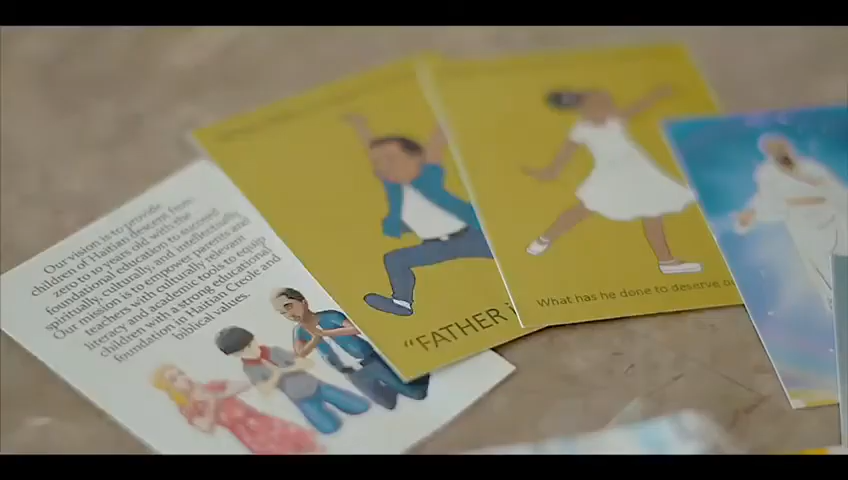 Our vision is to provide
children of Haitian descent from
zero to 10 years old with the
foundational education to succeed
spiritually, culturally, and intellectually.
Our mission is to empower parents and
teachers with culturally relevant
literacy and academic tools to equip
children with a strong educational
foundation in Haitian Creole and
biblical values.
“FATHER
What has he done to deserve